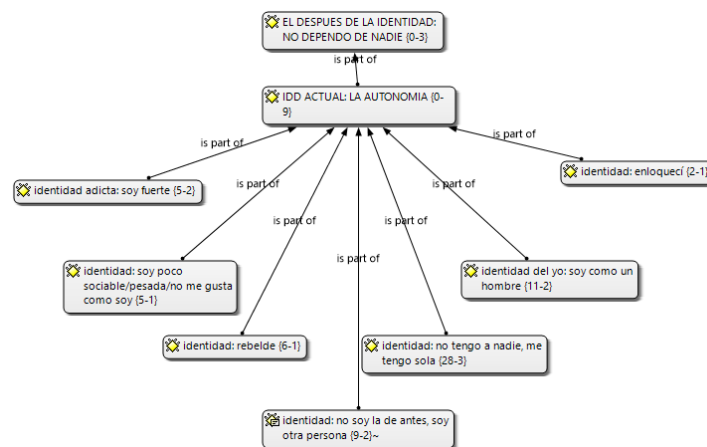 EL DESPUES DE LA IDENTIDAD:
NO DEPENDO DE NADIE {0-3}
is part of
IDD ACTUAL: LA AUTONOMIA {0-
9}
is part of
is part of
identidad: enloquecí {2-1}
identidad adicta: soy fuerte {5-2}
is part of
is part of
is part of
is part of
is part of
identidad: soy poco
sociable/pesada/no me gusta
como soy {5-1}
identidad del yo: soy como un
hombre {11-2}
identidad: rebelde {6-1}
identidad: no tengo a nadie, me
tengo sola {28-3}
identidad: no soy la de antes, soy
otra persona {9-2}~